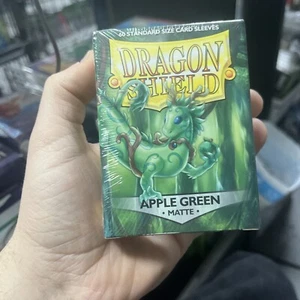 60 STANDARD SIZE CARD SLEEVES
DRAGON
SHIELD
APPLE GREEN
• MATTE •